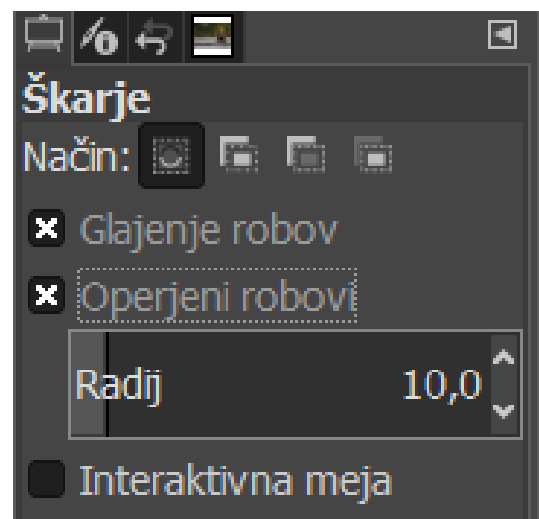 Škarje
Način:
Glajenje robov
Operjeni robovi
Radij 10,0
Interaktivna meja